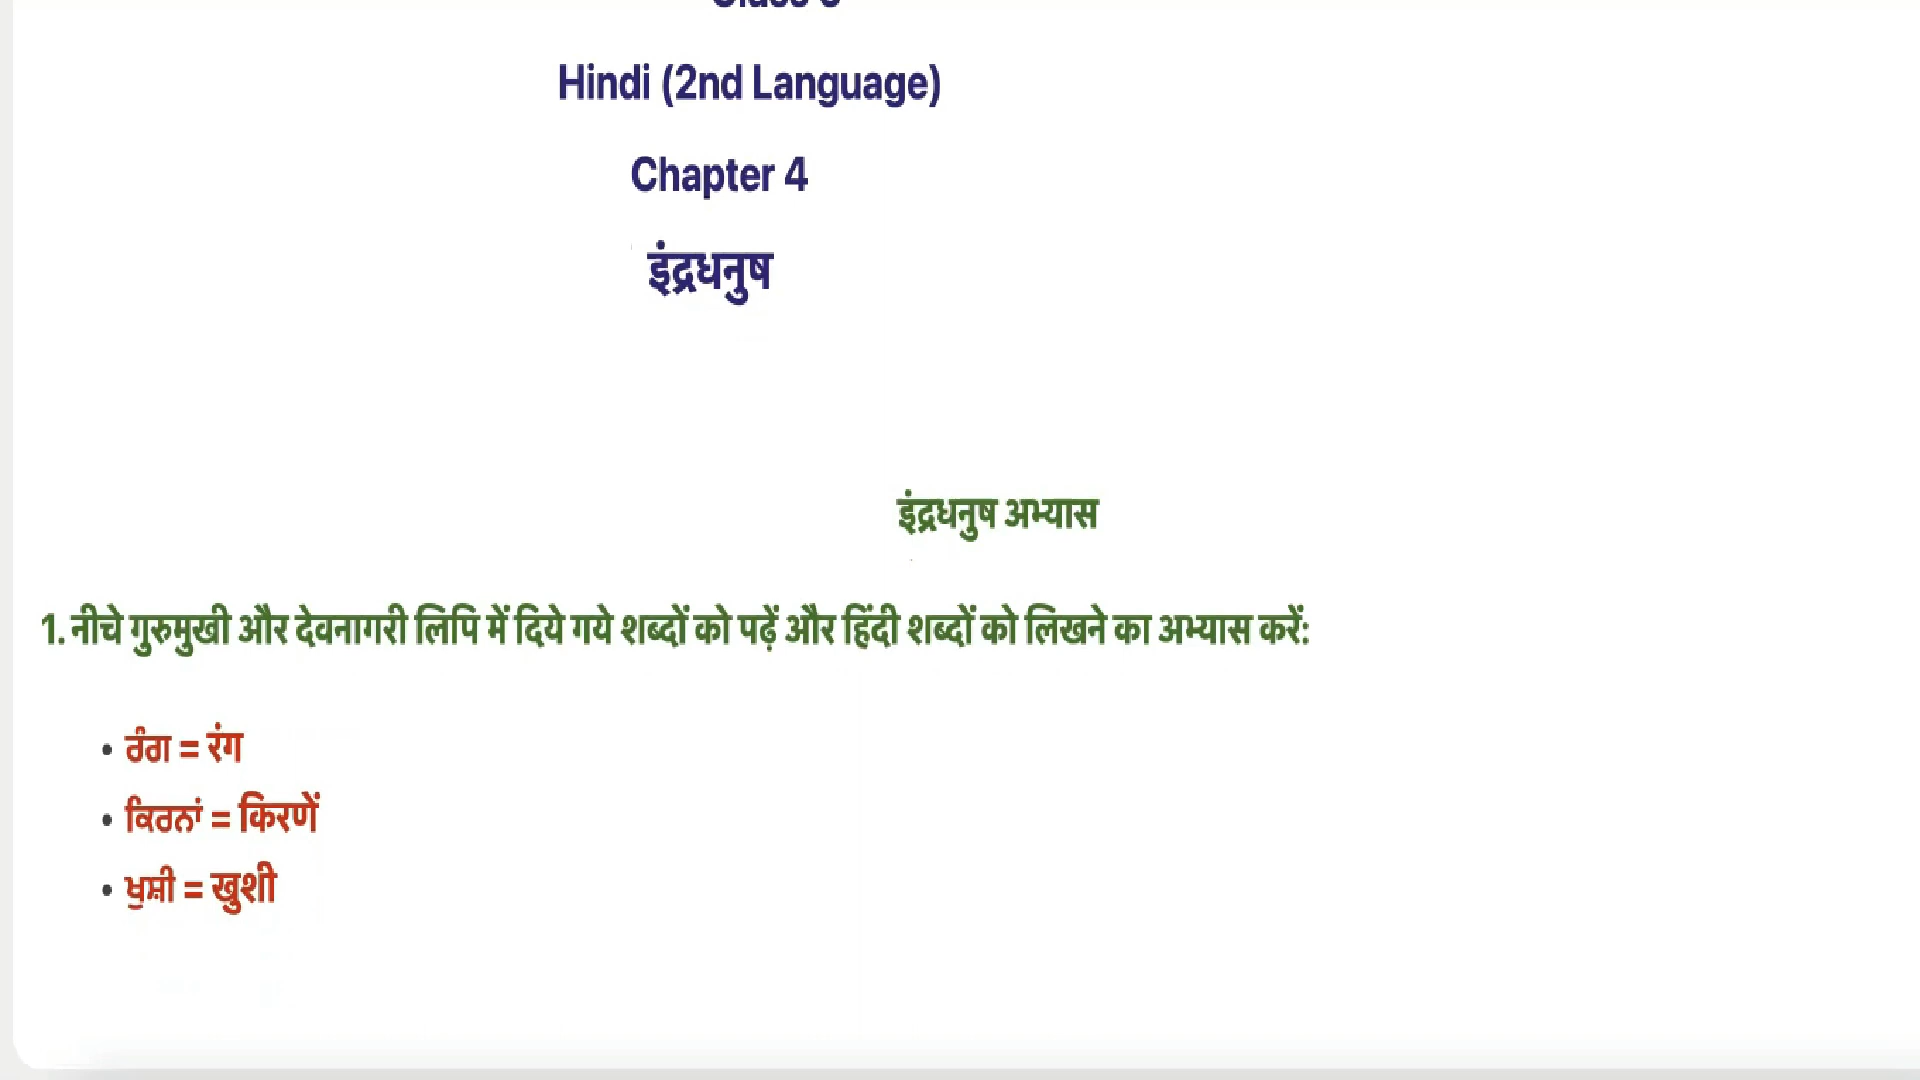 Hindi (2nd Language)
Chapter 4
इंद्रधनुष
इंद्रधनुष अभ्यास
1. नीचे गुरुमुखी और देवनागरी लिपि में दिये गये शब्दों को पढ़ें और हिंदी शब्दों को लिखने का अभ्यास करें:
• ਰੰਗ = रंग
• ਕਿਰਨਾਂ = किरणें
• ਖੁਸ਼ੀ = खुशी